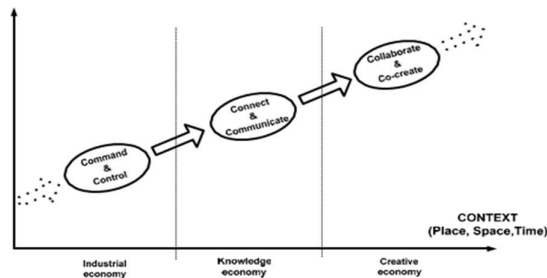 Collaborate
&
Co-create
Connect
&
Communicate
Command
&
Control
CONTEXT
(Place, Space,Time)
Industrial
economy
Knowledge
economy
Creative
economy